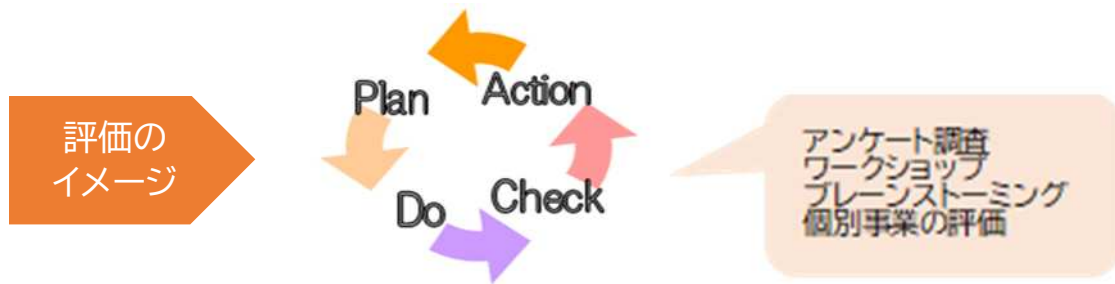 評価の
イメージ
Plan
Action
Do
Check
アンケート調査
ワークショップ
ブレーンストーミング
個別事業の評価